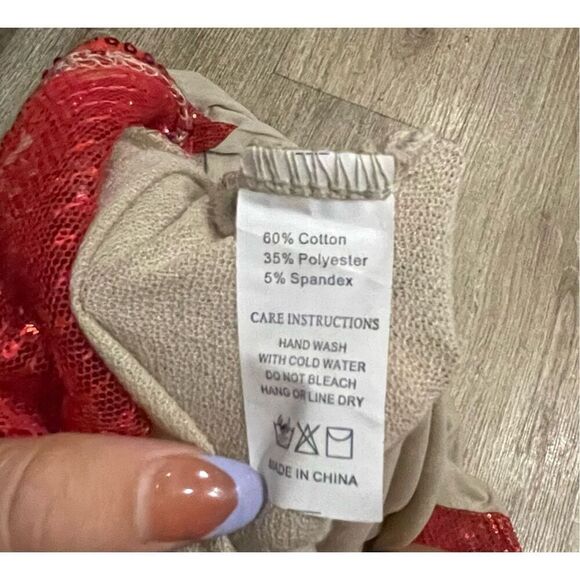 60% Cotton
35% Polyester
5% Spandex
CARE INSTRUCTIONS
HAND WASH
WITH COLD WATER
DO NOT BLEACH
HANG OR LINE DRY
MADE IN CHINA